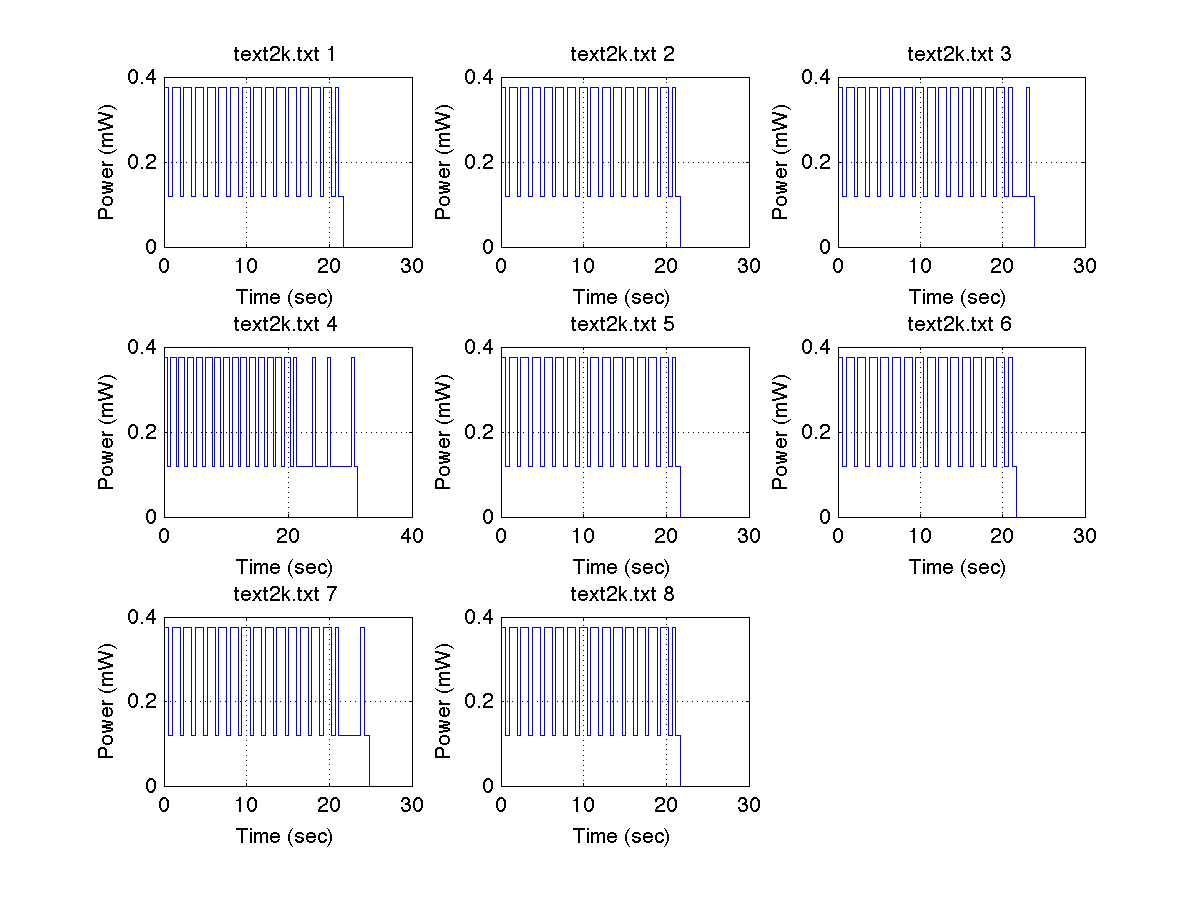 text2k.txt 1
text2k.txt 2
text2k.txt 3
0.4
0.4
0.4
Power (mW)
Power (mW)
Power (mW)
0.2
0.2
0.2
0
0
0
0 10 20 30
0 10 20 30
0 10 20 30
Time (sec)
Time (sec)
Time (sec)
text2k.txt 4
text2k.txt 5
text2k.txt 6
0.4
0.4
0.4
Power (mW)
Power (mW)
Power (mW)
0.2
0.2
0.2
0
0
0
0 20 40
0 10 20 30
0 10 20 30
Time (sec)
Time (sec)
Time (sec)
text2k.txt 7
text2k.txt 8
0.4
0.4
Power (mW)
Power (mW)
0.2
0.2
0
0
0 10 20 30
0 10 20 30
Time (sec)
Time (sec)